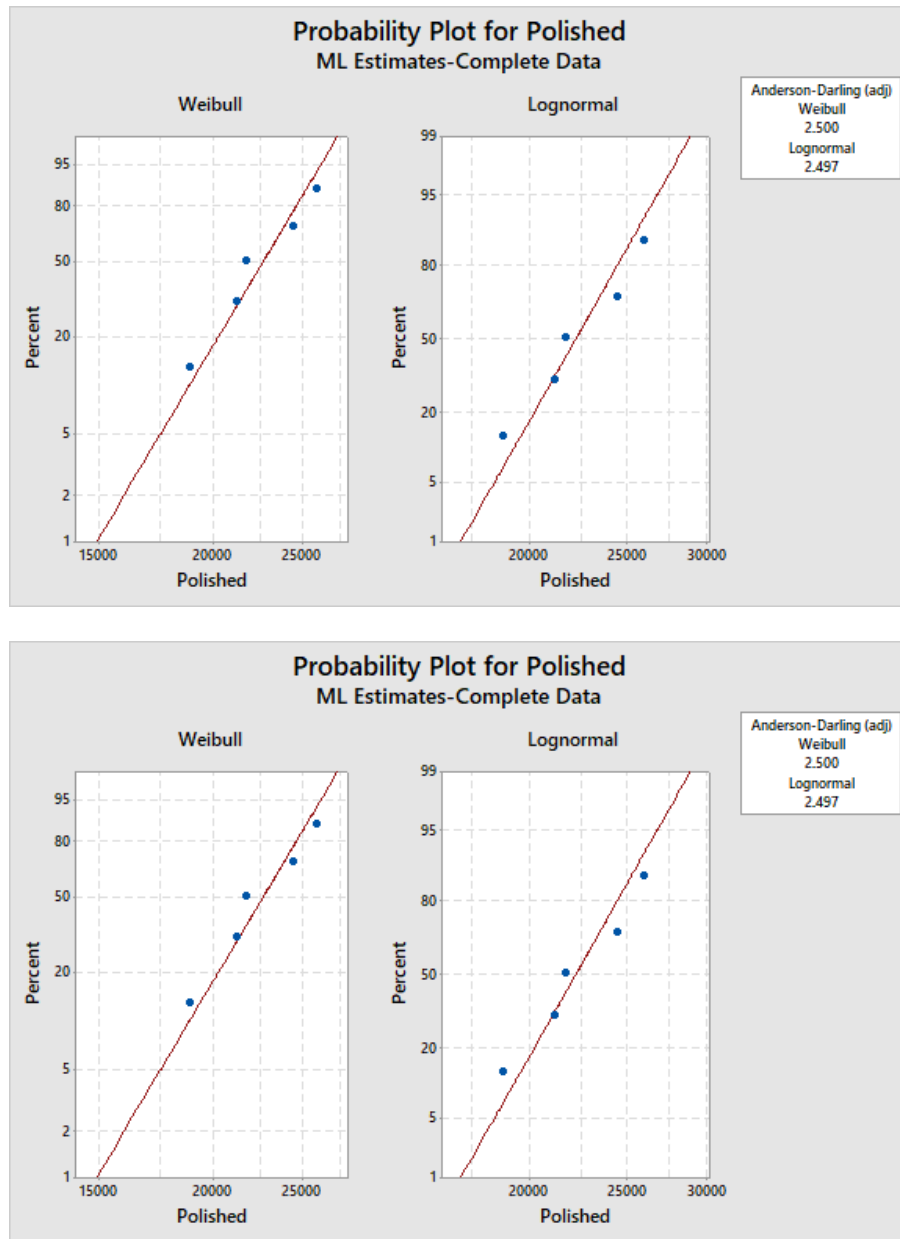 Probability Plot for Polished
ML Estimates-Complete Data
Anderson-Darling (adj)
Weibull
2.500
Lognormal
2.497
Weibull
Lognormal
Percent
95
80
50
20
5
2
1
15000 20000 25000
Polished
Percent
99
95
80
50
20
5
1
20000 25000 30000
Polished
Probability Plot for Polished
ML Estimates-Complete Data
Anderson-Darling (adj)
Weibull
2.500
Lognormal
2.497
Weibull
Lognormal
Percent
95
80
50
20
5
2
1
15000 20000 25000
Polished
Percent
99
95
80
50
20
5
1
20000 25000 30000
Polished